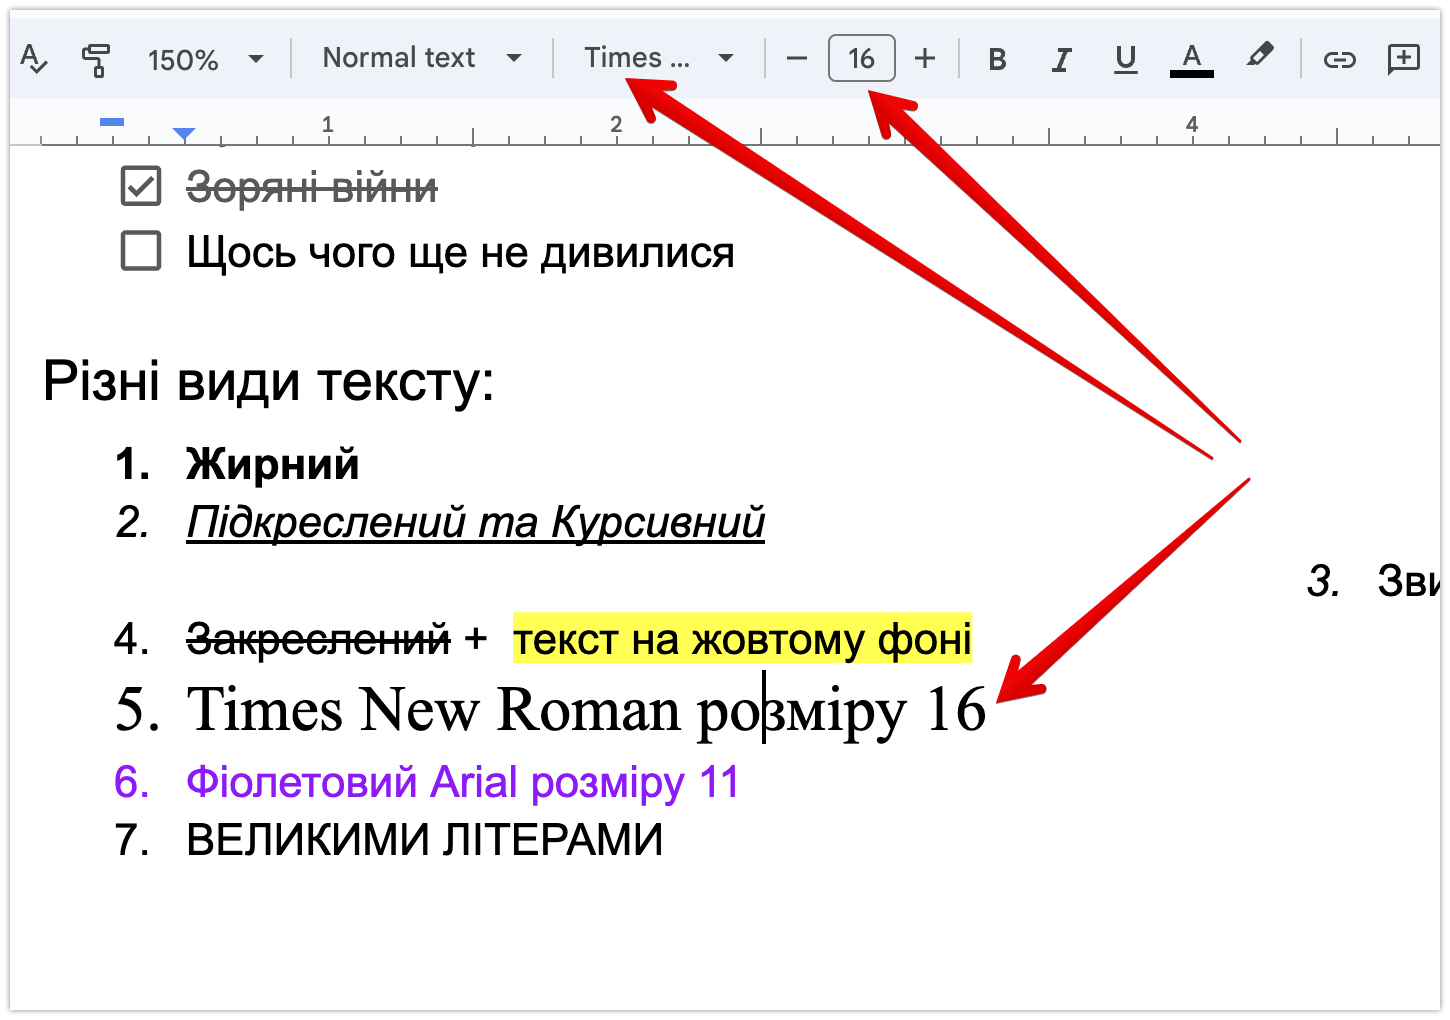 150% Normal text Times ... − 16 + B I U A
1 2 4
Зоряні війни
Щось чого ще не дивилися
Різні види тексту:
1. Жирний
2. Підкреслений та Курсивний
3. Зви
4. Закреслений + текст на жовтому фоні
5. Times New Roman розміру 16
6. Фіолетовий Arial розміру 11
7. ВЕЛИКИМИ ЛІТЕРАМИ